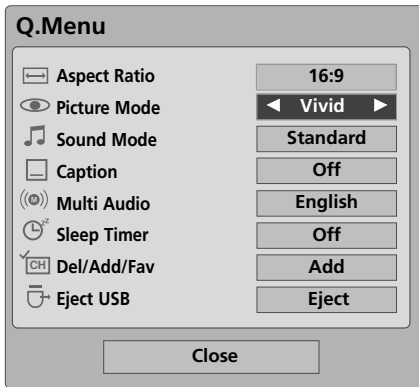 Q.Menu
Aspect Ratio 16:9
Picture Mode ◀ Vivid ▶
Sound Mode Standard
Caption Off
Multi Audio English
Sleep Timer Off
CH Del/Add/Fav Add
Eject USB Eject
Close